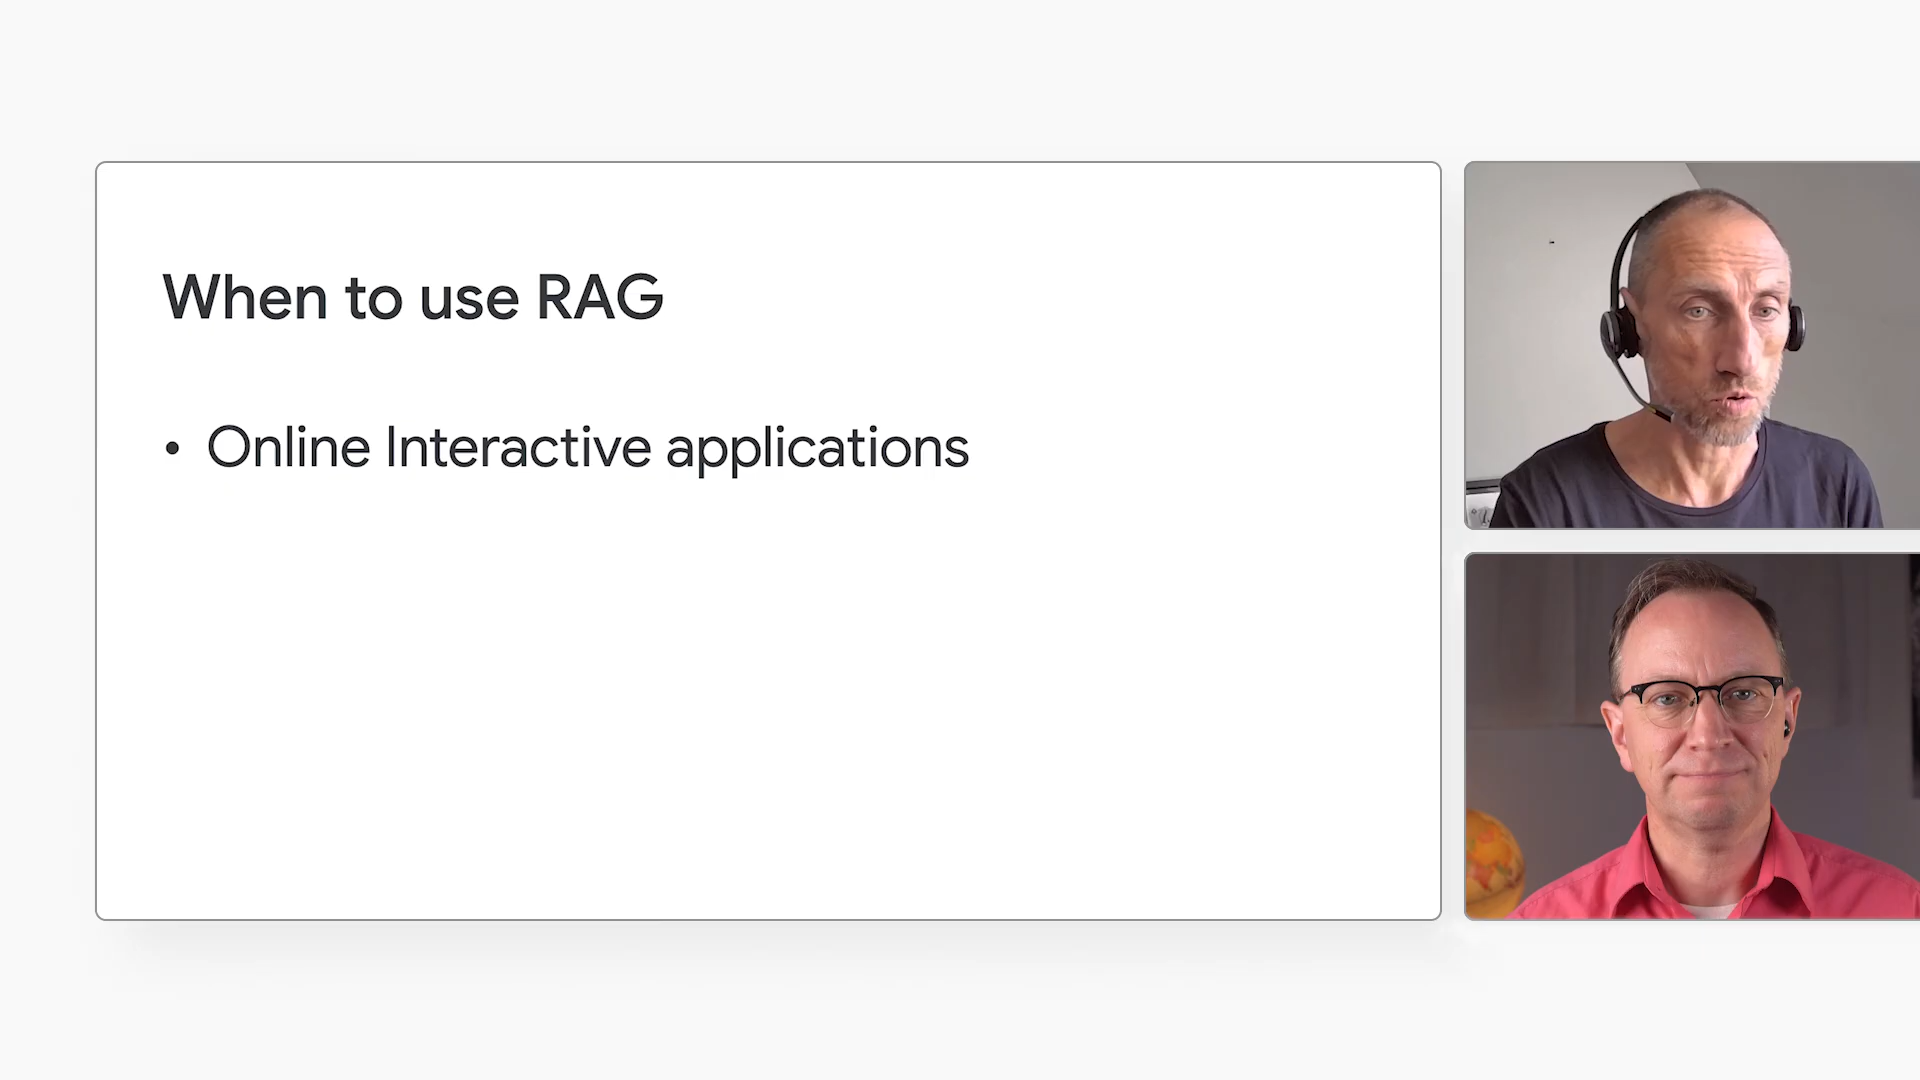 When to use RAG
• Online Interactive applications